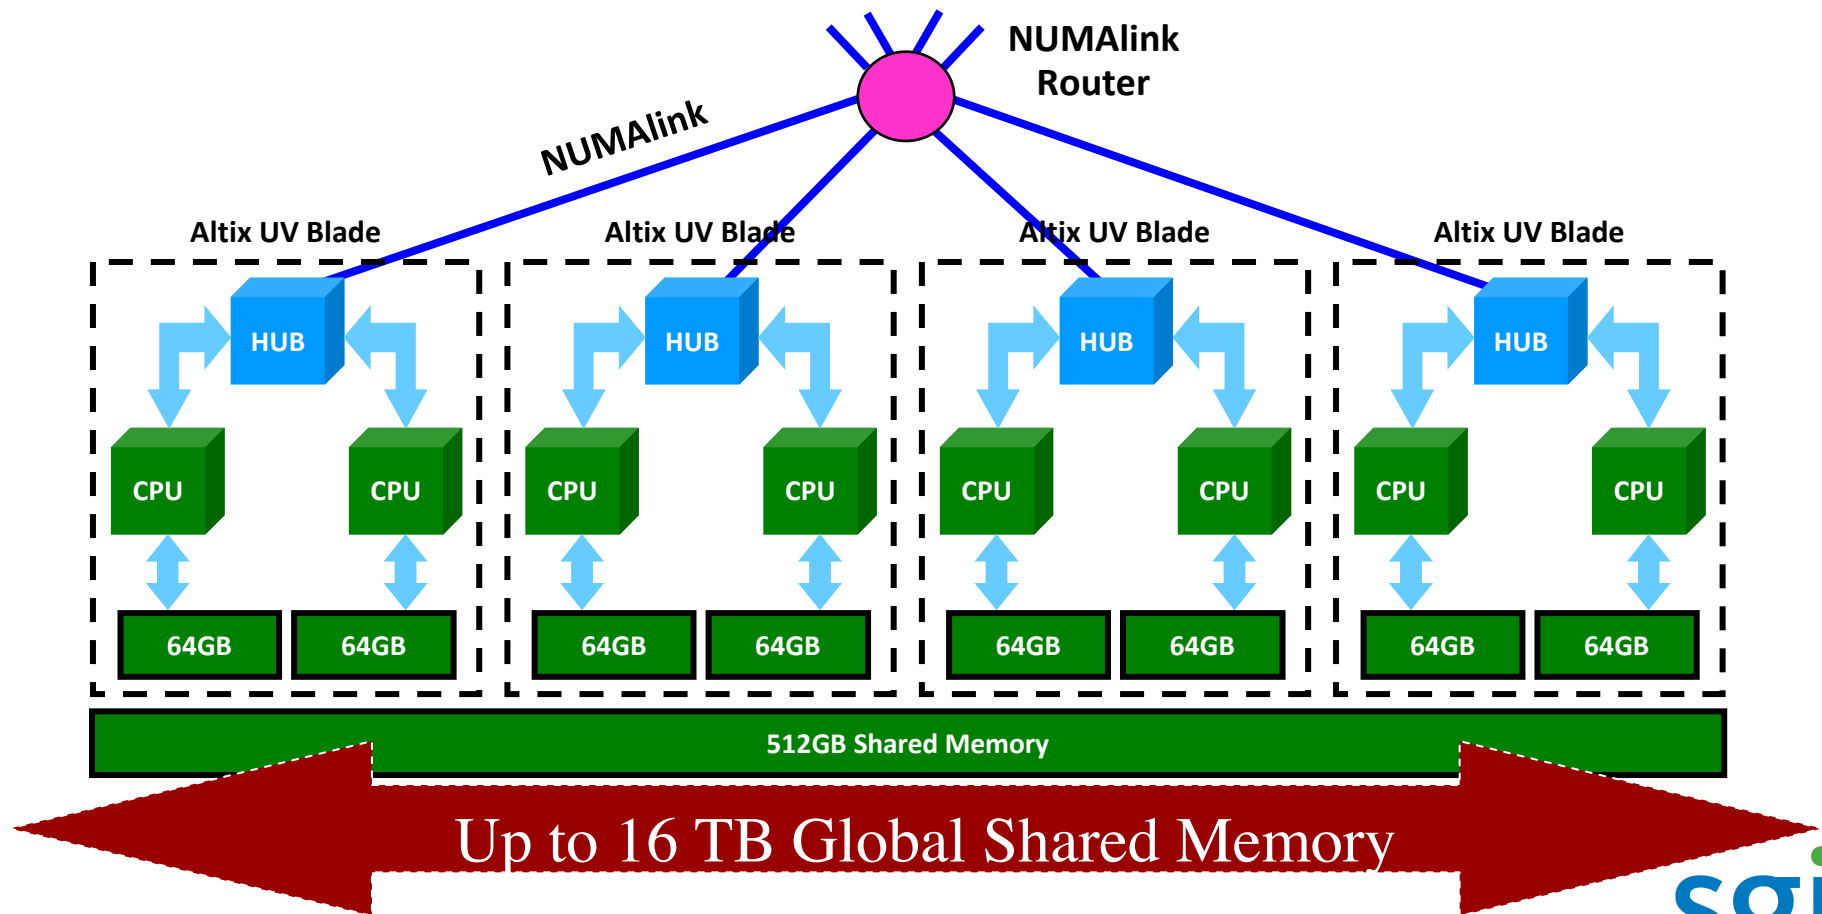 NUMAlink
Router
NUMAlink
Altix UV Blade
Altix UV Blade
Altix UV Blade
Altix UV Blade
HUB
HUB
HUB
HUB
CPU
CPU
CPU
CPU
CPU
CPU
CPU
CPU
64GB
64GB
64GB
64GB
64GB
64GB
64GB
64GB
512GB Shared Memory
Up to 16 TB Global Shared Memory
sgi